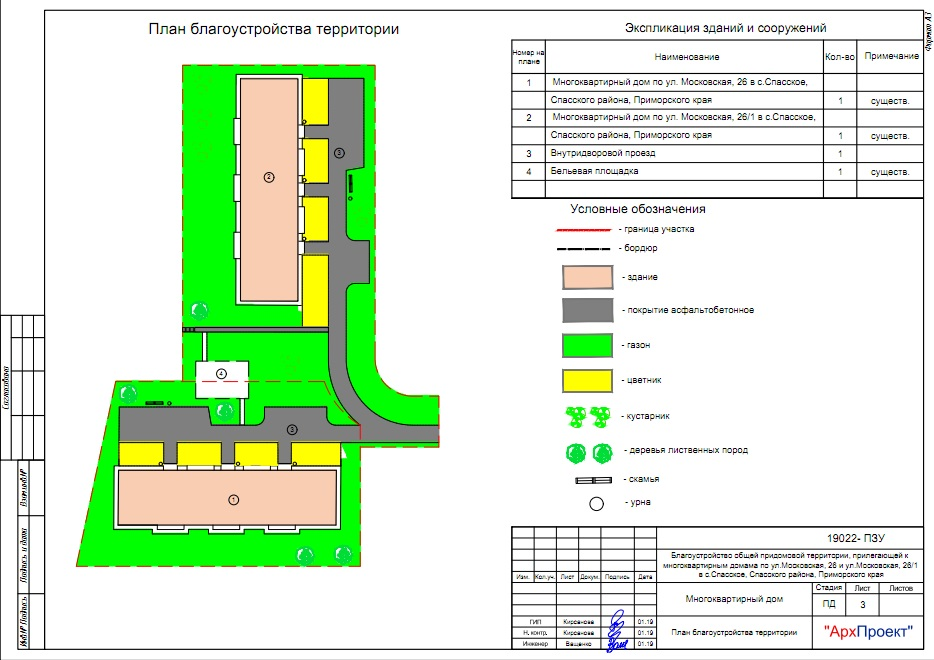 Формат А3
План благоустройства территории
Экспликация зданий и сооружений
Номер на плане
Наименование
Кол-во
Примечание
1
Многоквартирный дом по ул. Московская, 26 в с.Спасское,
Спасского района, Приморского края
1
существ.
2
Многоквартирный дом по ул. Московская, 26/1 в с.Спасское,
Спасского района, Приморского края
1
существ.
3
Внутридворовой проезд
1
4
Бельевая площадка
1
существ.
Условные обозначения
- граница участка
- бордюр
- здание
- покрытие асфальтобетонное
- газон
- цветник
- кустарник
- деревья лиственных пород
- скамья
- урна
2
3
4
3
1
Согласовано
Взам.инв.№
Подпись и дата
Инв.№ Подпись
19022- ПЗУ
Благоустройство общей придомовой территории, прилегающей к
многоквартирным домама по ул.Московская, 26 и ул.Московская, 26/1
в с.Спасское, Спасского района, Приморского края
Изм. Кол.уч. Лист Докум. Подпись Дата
Многоквартирный дом
Стадия Лист Листов
ПД 3
ГИП Кирсанова 01.19
Н. контр. Кирсанова 01.19
Инженер Ващенко 01.19
План благоустройства территории
"АрхПроект"